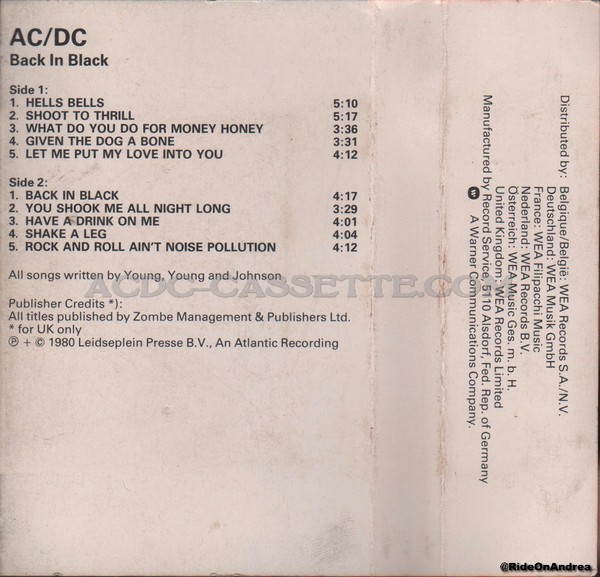 AC/DC
Back In Black
Side 1:
1. HELLS BELLS 5:10
2. SHOOT TO THRILL 5:17
3. WHAT DO YOU DO FOR MONEY HONEY 3:36
4. GIVEN THE DOG A BONE 3:31
5. LET ME PUT MY LOVE INTO YOU 4:12
Side 2:
1. BACK IN BLACK 4:17
2. YOU SHOOK ME ALL NIGHT LONG 3:29
3. HAVE A DRINK ON ME 4:01
4. SHAKE A LEG 4:04
5. ROCK AND ROLL AIN'T NOISE POLLUTION 4:12
All songs written by Young, Young and Johnson
Publisher Credits *):
All titles published by Zombe Management & Publishers Ltd.
* for UK only
℗ + © 1980 Leidseplein Presse B.V., An Atlantic Recording
Distributed by: Belgique/België: WEA Records S.A./N.V.
Deutschland: WEA Musik GmbH
France: WEA Filipacchi Music
Nederland: WEA Records B.V.
Österreich: WEA Music Ges. m. b. H.
United Kingdom: WEA Records Limited
Manufactured by Record Service, 5110 Alsdorf, Fed. Rep. of Germany
A Warner Communications Company.
ACDC-CASSETTE.COM
@RideOnAndrea